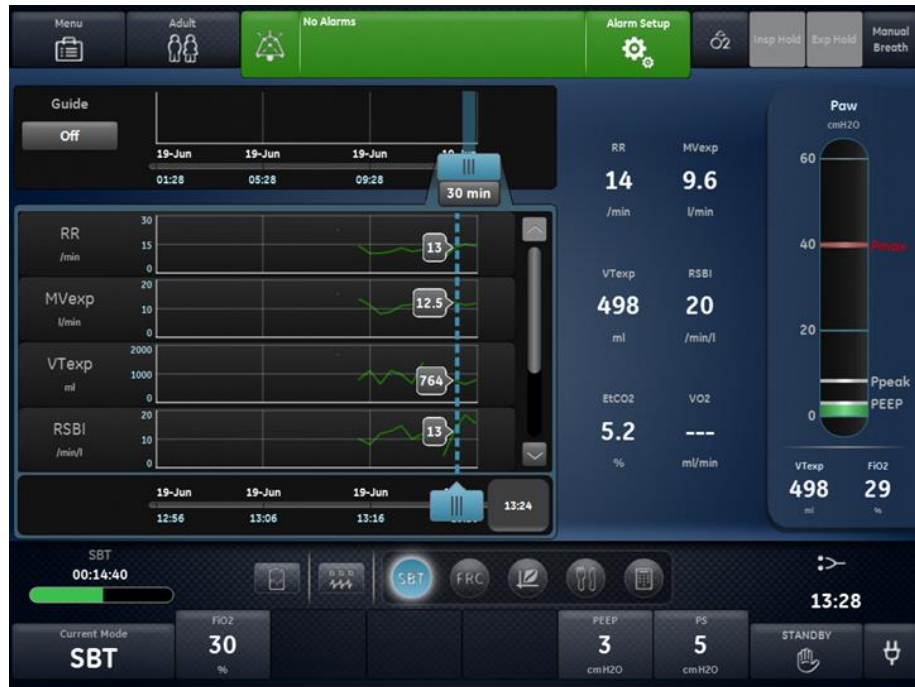 Menu
Adult
No Alarms
Alarm Setup
Ô2
Insp Hold
Exp Hold
Manual
Breath
Guide
Off
19-Jun 19-Jun 19-Jun
01:28 05:28 09:28
30 min
RR
/min
30
15
0
13
MVexp
l/min
20
10
0
12.5
VTexp
ml
2000
1000
0
764
RSBI
/min/l
20
10
0
13
19-Jun 19-Jun 19-Jun
12:56 13:06 13:16
13:24
RR MVexp
14 9.6
/min l/min
VTexp RSBI
498 20
ml /min/l
EtCO2 VO2
5.2 ---
% ml/min
Paw
cmH2O
60
40
Pmax
20
Ppeak
PEEP
0
VTexp FiO2
498 29
ml %
SBT
00:14:40
SBT
FRC
13:28
Current Mode
SBT
FiO2
30
%
PEEP
3
cmH2O
PS
5
cmH2O
STANDBY